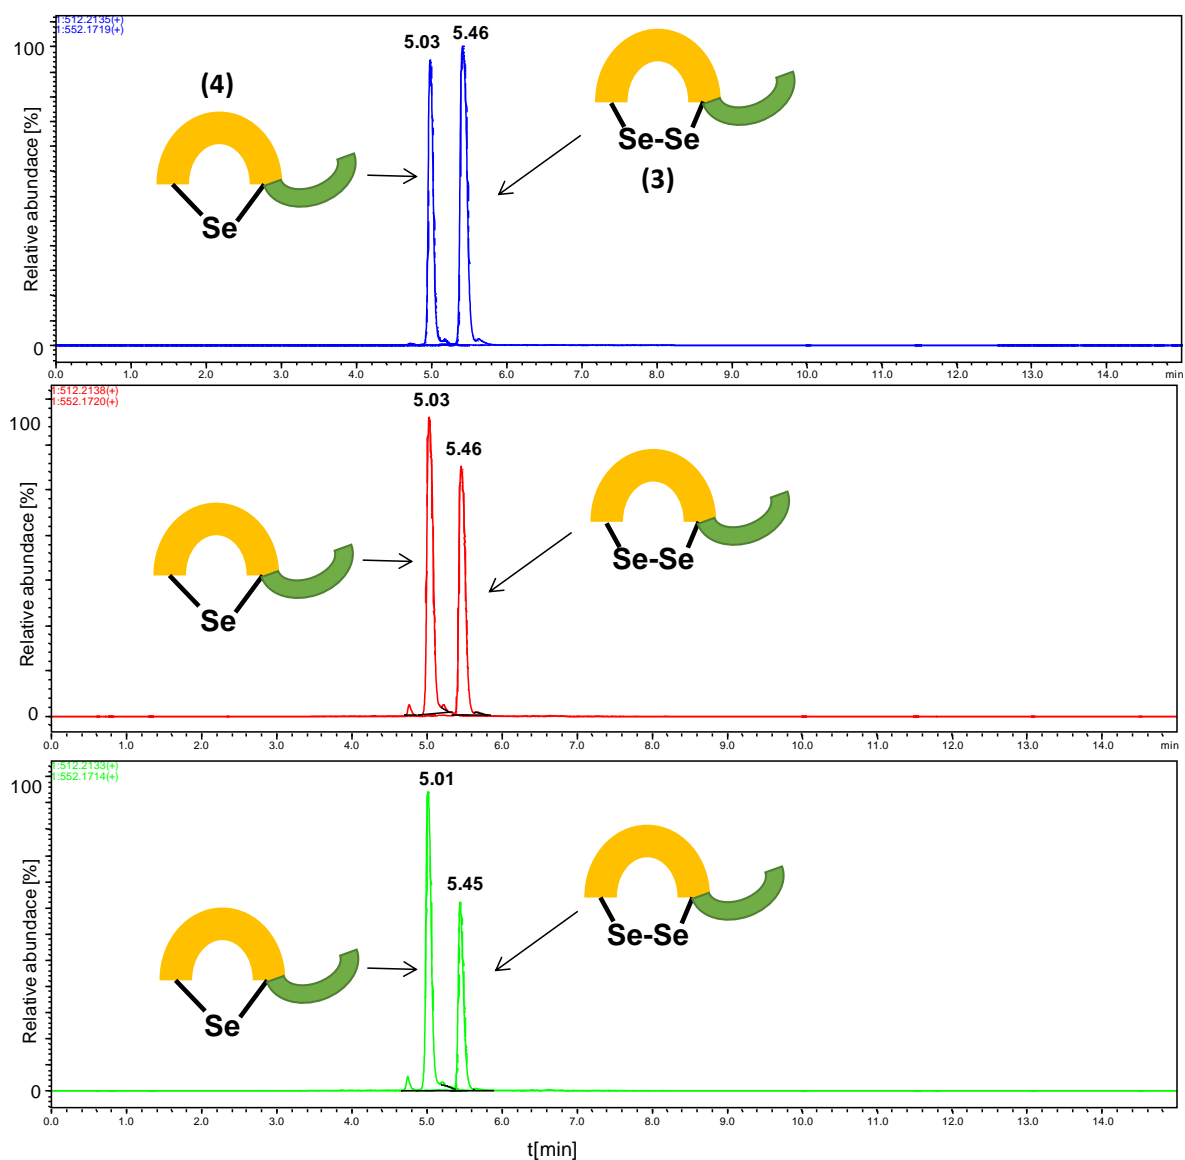 1:512.2135(+)
1:552.1719(+)
100
5.03
5.46
(4)
Se
Se-Se
(3)
Relative abundace [%]
0
0.0 1.0 2.0 3.0 4.0 5.0 6.0 7.0 8.0 9.0 10.0 11.0 12.0 13.0 14.0 min
1:512.2138(+)
1:552.1720(+)
100
5.03
5.46
Se
Se-Se
Relative abundace [%]
0
0.0 1.0 2.0 3.0 4.0 5.0 6.0 7.0 8.0 9.0 10.0 11.0 12.0 13.0 14.0 min
1:512.2133(+)
1:552.1714(+)
100
5.01
5.45
Se
Se-Se
Relative abundace [%]
0
0.0 1.0 2.0 3.0 4.0 5.0 6.0 7.0 8.0 9.0 10.0 11.0 12.0 13.0 14.0
t[min]